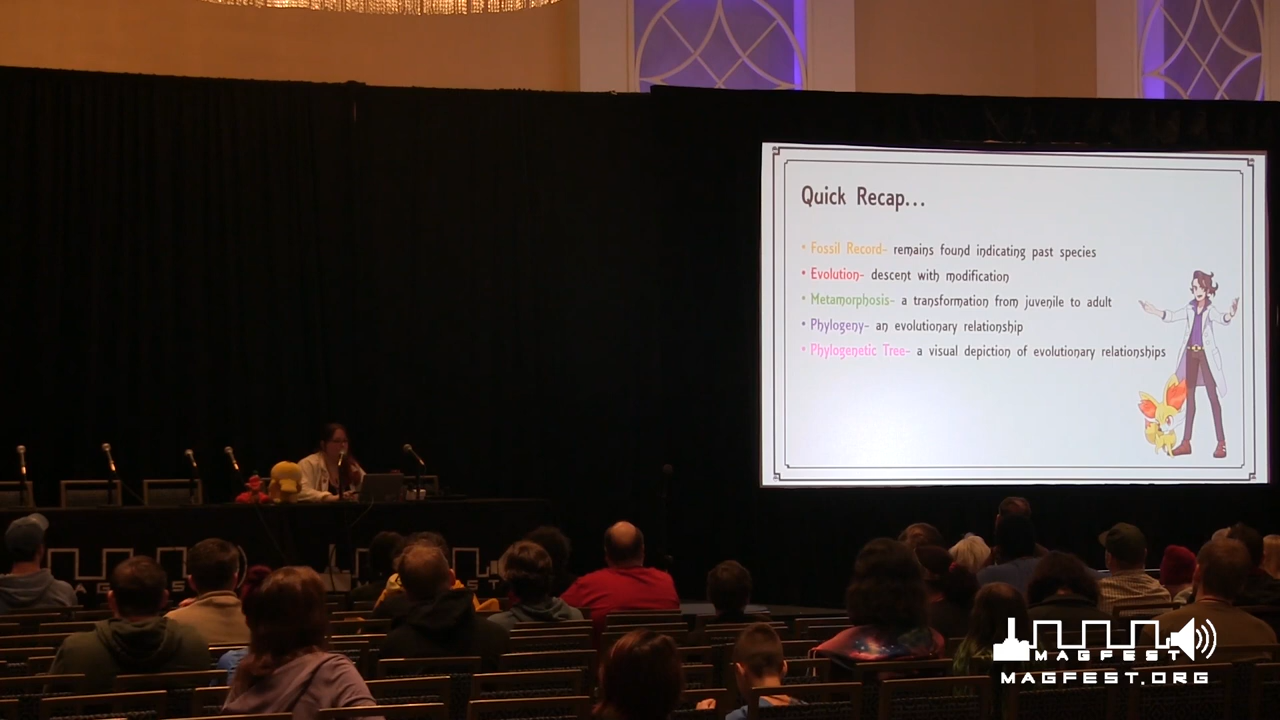 Quick Recap...
• Fossil Record- remains found indicating past species
• Evolution- descent with modification
• Metamorphosis- a transformation from juvenile to adult
• Phylogeny- an evolutionary relationship
• Phylogenetic Tree- a visual depiction of evolutionary relationships
MAGFEST
MAGFEST.ORG